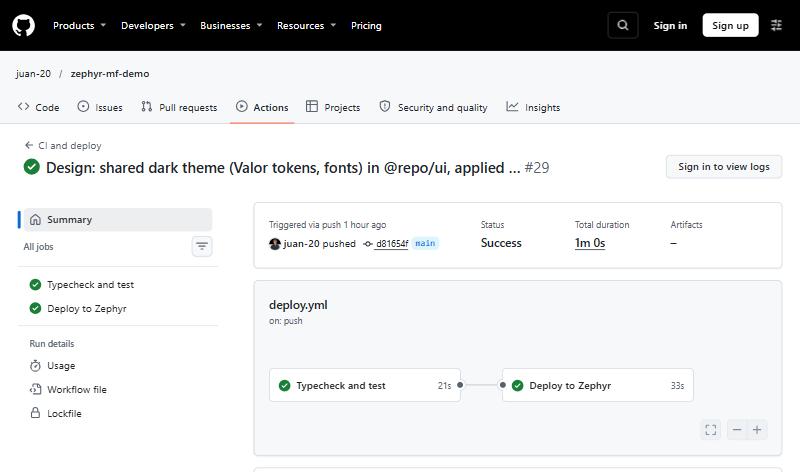 Products Developers Businesses Resources Pricing Sign in Sign up
juan-20 / zephyr-mf-demo
Code Issues Pull requests Actions Projects Security and quality Insights
CI and deploy
Design: shared dark theme (Valor tokens, fonts) in @repo/ui, applied ... #29
Sign in to view logs
Summary
All jobs
Typecheck and test
Deploy to Zephyr
Run details
Usage
Workflow file
Lockfile
Triggered via push 1 hour ago Status Total duration Artifacts
juan-20 pushed d81654f main Success 1m 0s –
deploy.yml
on: push
Typecheck and test 21s Deploy to Zephyr 33s